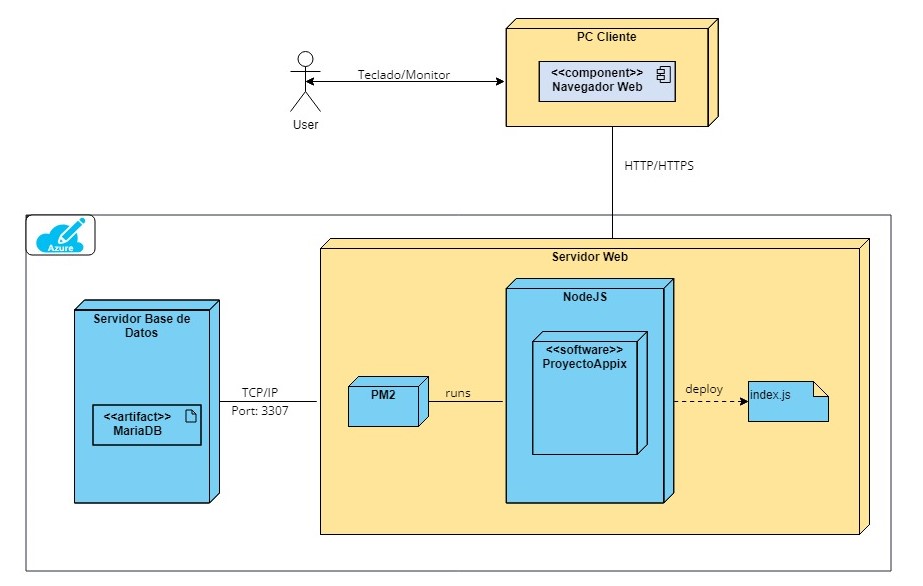 PC Cliente
<<component>>
Navegador Web
Teclado/Monitor
User
HTTP/HTTPS
Azure
Servidor Web
NodeJS
Servidor Base de
Datos
<<software>>
ProyectoAppix
PM2
runs
deploy
index.js
TCP/IP
Port: 3307
<<artifact>>
MariaDB